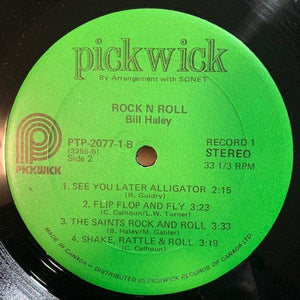 pickwick
By Arrangement with SONET
ROCK N ROLL
Bill Haley
PTP-2077-1-B
(3256-B)
Side 2
RECORD 1
STEREO
33 1/3 RPM
PICKWICK
K
1. SEE YOU LATER ALLIGATOR 2:15
(R. Guidry)
2. FLIP FLOP AND FLY 3:23
(C. Calhoun/L.W. Turner)
3. THE SAINTS ROCK AND ROLL 3:33
(B. Haley/M. Gabler)
4. SHAKE, RATTLE & ROLL 3:19
(C. Calhoun)
MADE IN CANADA - DISTRIBUTED BY PICKWICK RECORDS OF CANADA LTD.